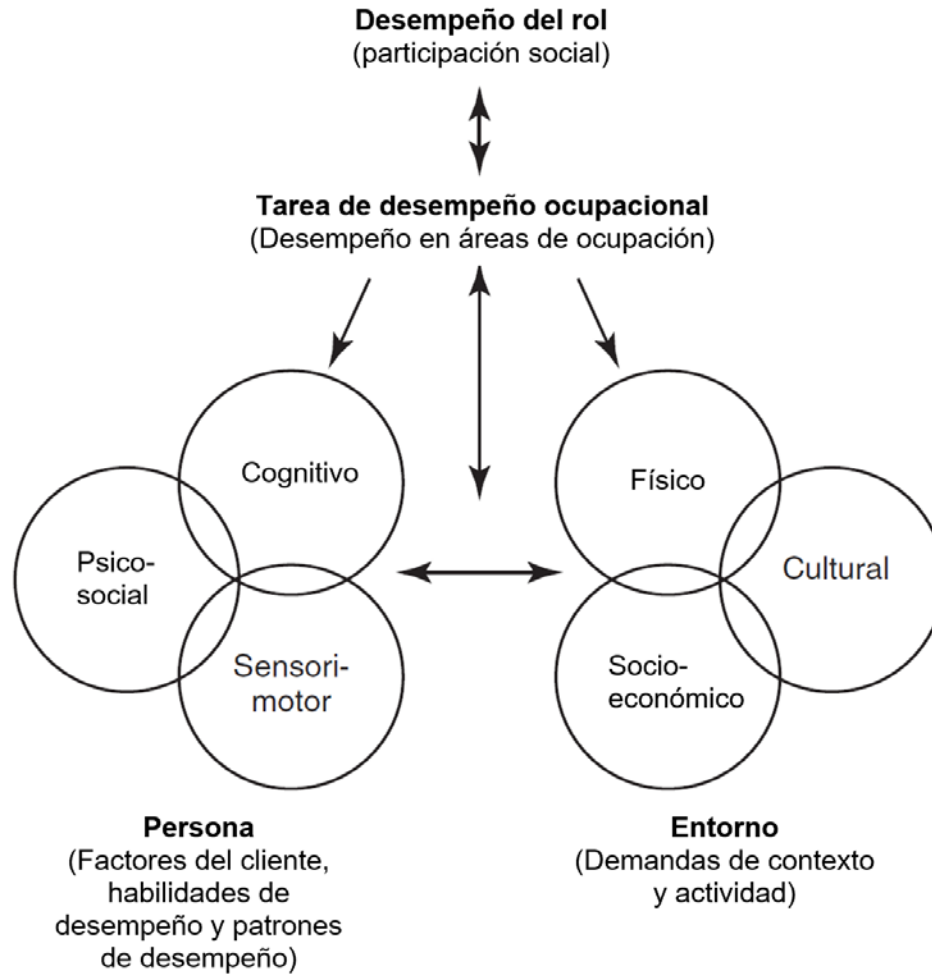 Desempeño del rol
(participación social)
Tarea de desempeño ocupacional
(Desempeño en áreas de ocupación)
Cognitivo
Psico-
social
Sensori-
motor
Físico
Cultural
Socio-
económico
Persona
(Factores del cliente,
habilidades de
desempeño y patrones
de desempeño)
Entorno
(Demandas de contexto
y actividad)